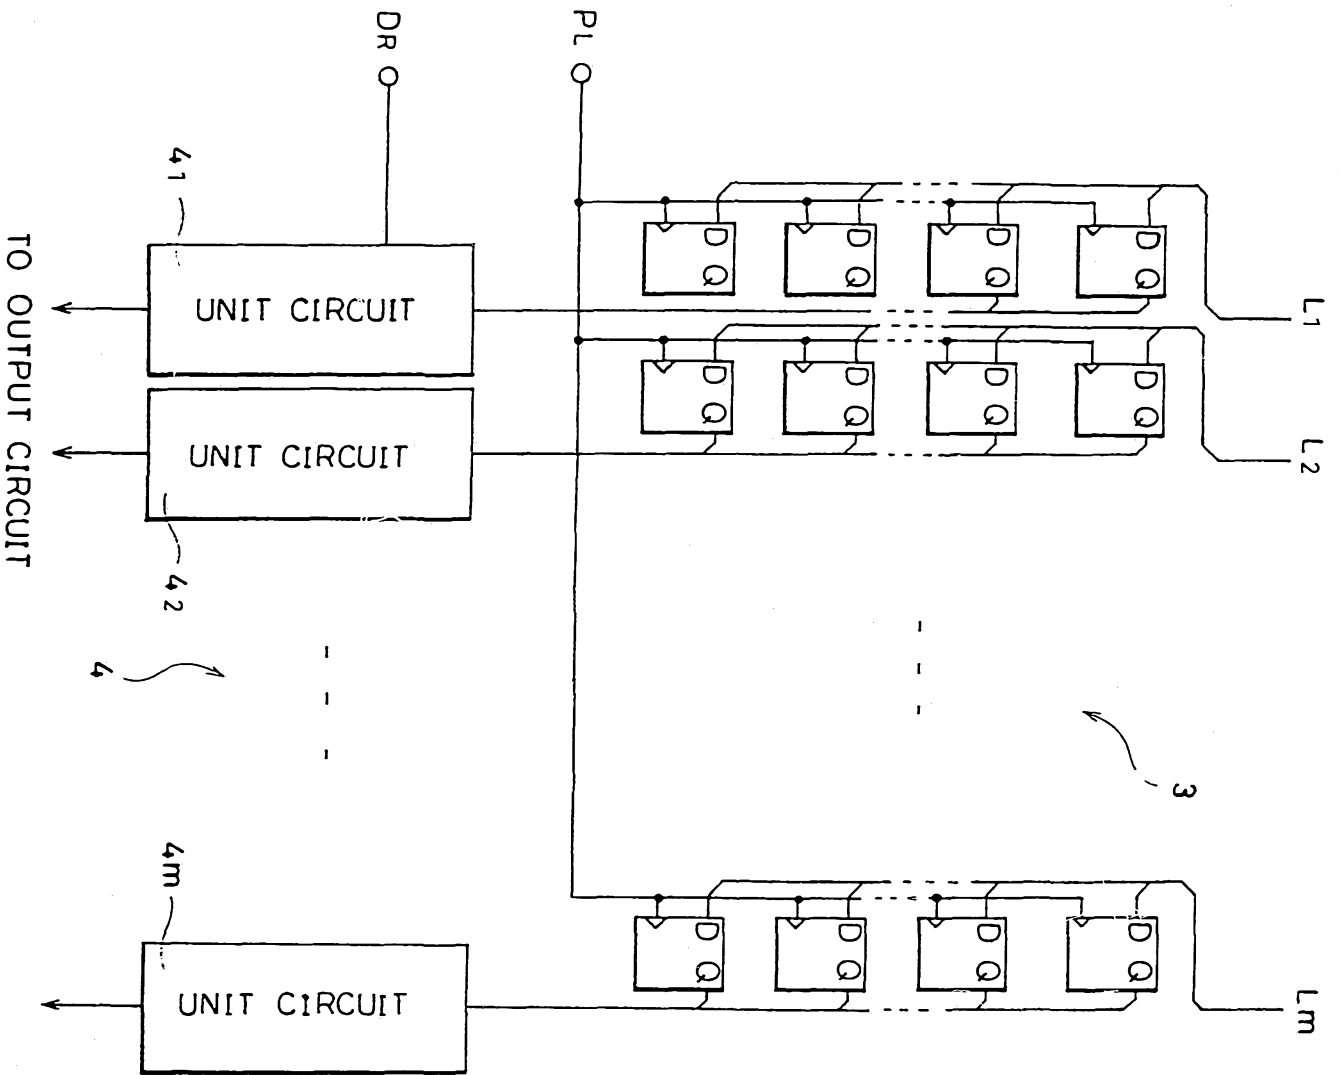 DR
PL
41
UNIT CIRCUIT
TO OUTPUT CIRCUIT
D Q
D Q
D Q
D Q
L1
UNIT CIRCUIT
42
D Q
D Q
D Q
D Q
L2
4
3
4m
UNIT CIRCUIT
D Q
D Q
D Q
D Q
Lm